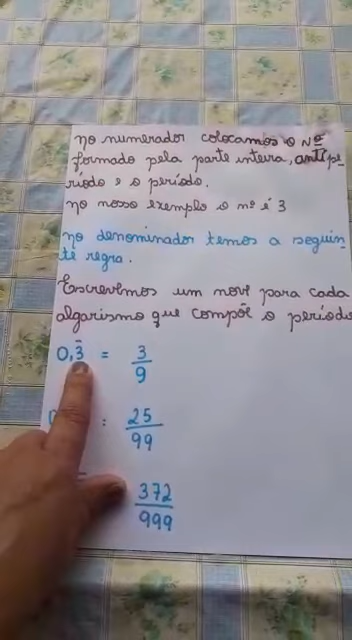 no numerador colocamos o nº
formado pela parte inteira, antipe
ríodo e o período.
no nosso exemplo o nº é 3
no denominador temos a seguin-
te regra.
Escrevemos um nove para cada
algarismo que compõe o período
0,3̄ = 3/9
0 : 25/99
372/999